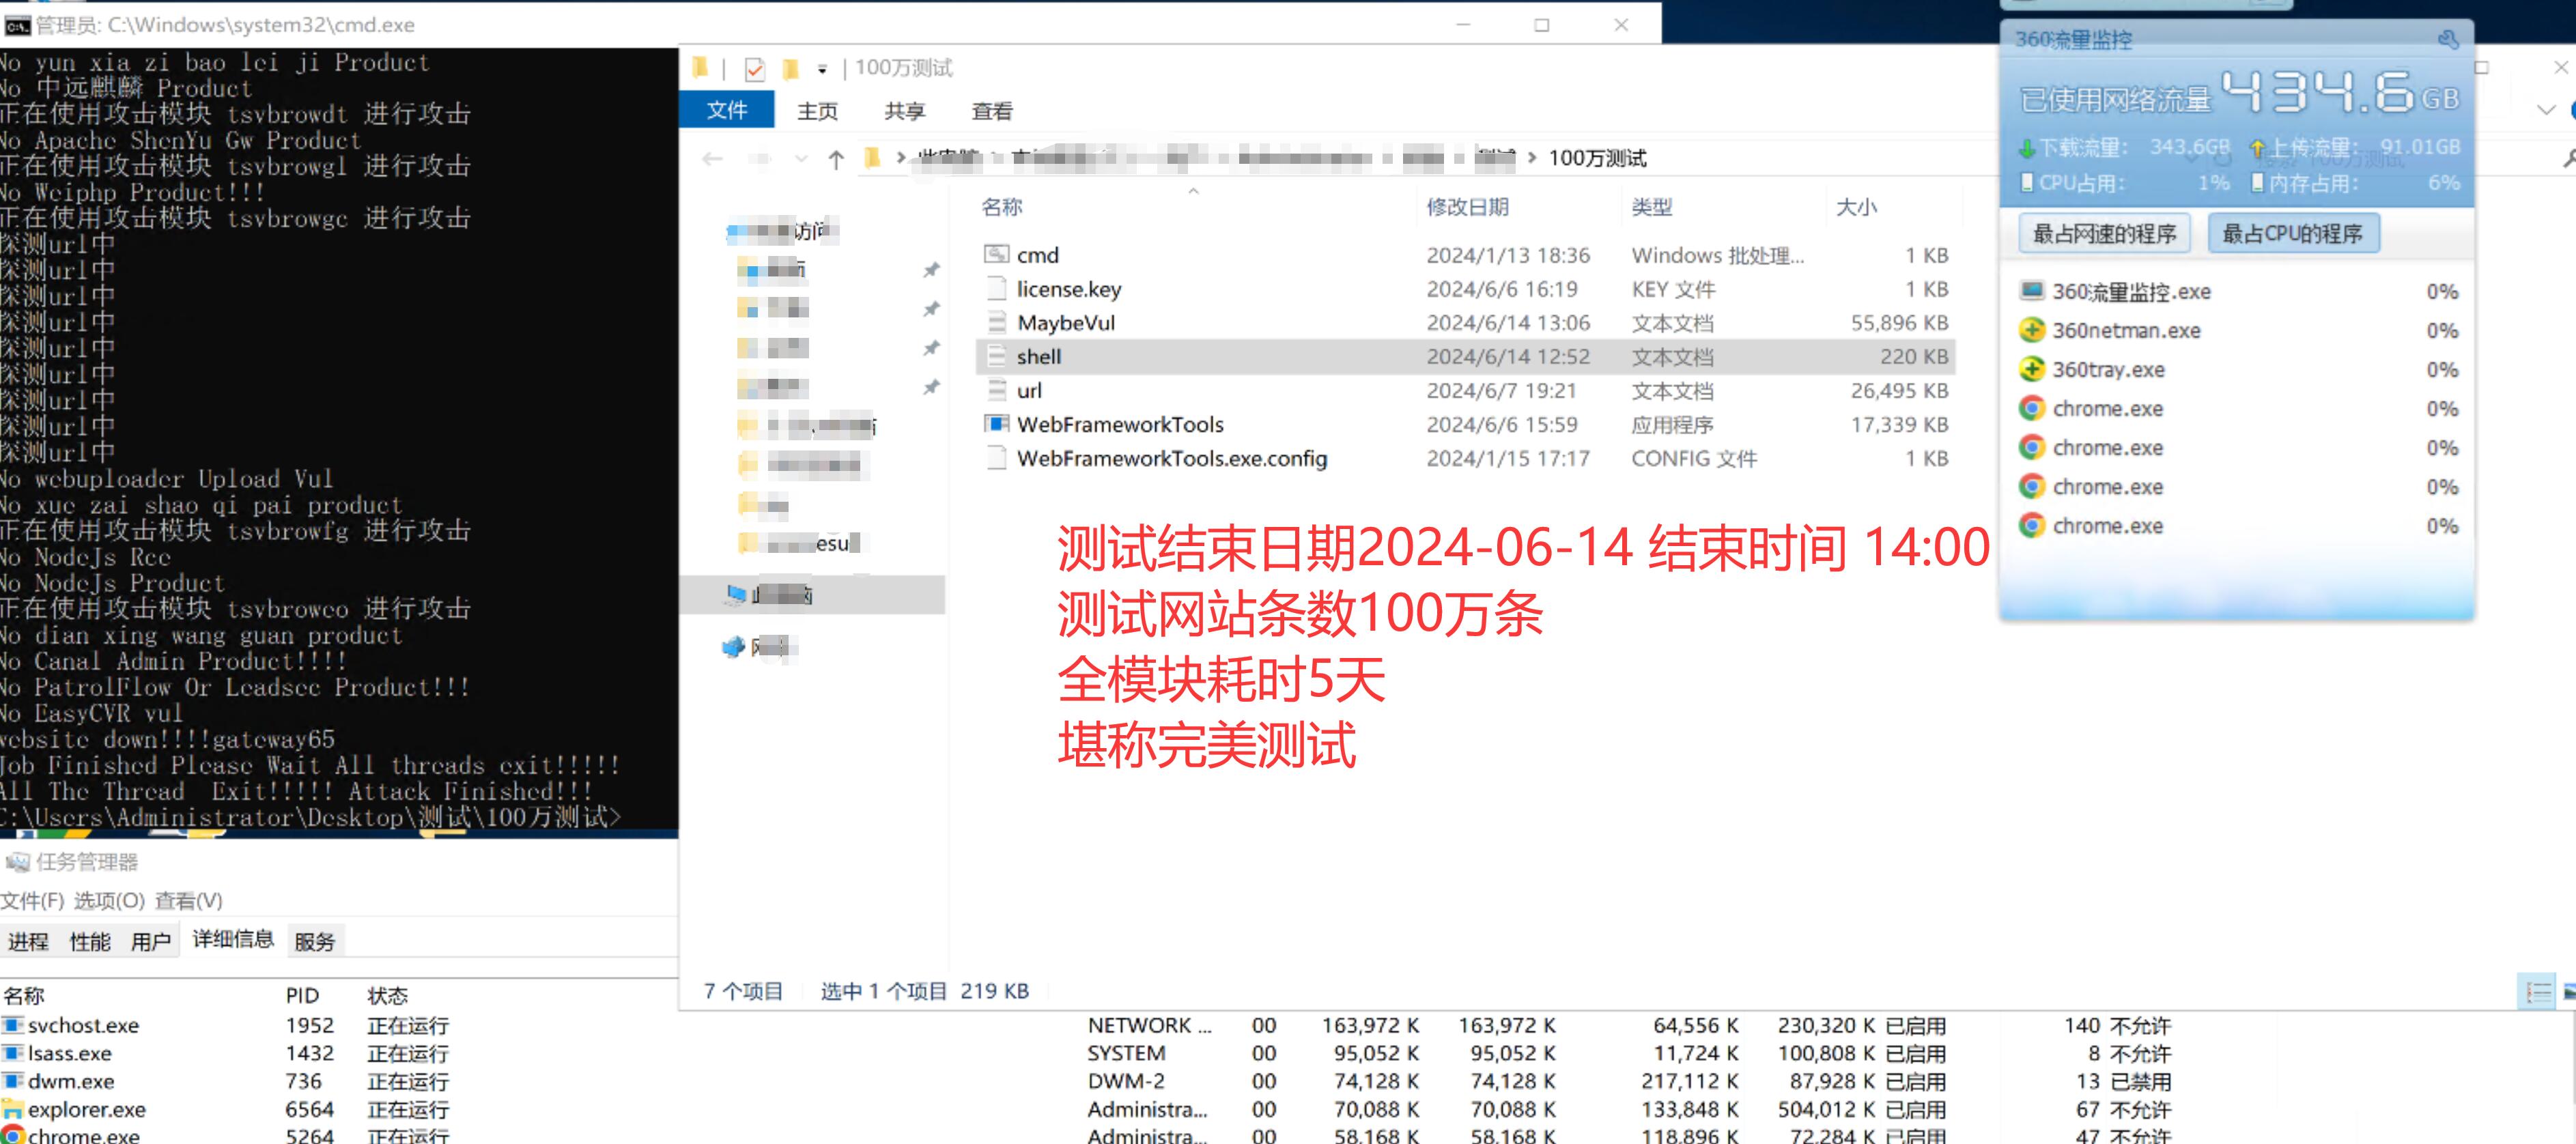 管理员: C:\Windows\system32\cmd.exe
No yun xia zi bao lei ji Product
No 中远麒麟 Product
正在使用攻击模块 tsvbrowdt 进行攻击
No Apache ShenYu Gw Product
正在使用攻击模块 tsvbrowgl 进行攻击
No Weiphp Product!!!
正在使用攻击模块 tsvbrowgc 进行攻击
探测url中
探测url中
探测url中
探测url中
探测url中
探测url中
探测url中
探测url中
探测url中
No webuploader Upload Vul
No xue zai shao qi pai product
正在使用攻击模块 tsvbrowfg 进行攻击
No NodeJs Rce
No NodeJs Product
正在使用攻击模块 tsvbroweo 进行攻击
No dian xing wang guan product
No Canal Admin Product!!!!
No PatrolFlow Or Leadsec Product!!!
No EasyCVR vul
website down!!!!gateway65
Job Finished Please Wait All threads exit!!!!!
All The Thread  Exit!!!!! Attack Finished!!!
C:\Users\Administrator\Desktop\测试\100万测试>
100万测试
文件 主页 共享 查看
100万测试
名称 修改日期 类型 大小
cmd 2024/1/13 18:36 Windows 批处理... 1 KB
license.key 2024/6/6 16:19 KEY 文件 1 KB
MaybeVul 2024/6/14 13:06 文本文档 55,896 KB
shell 2024/6/14 12:52 文本文档 220 KB
url 2024/6/7 19:21 文本文档 26,495 KB
WebFrameworkTools 2024/6/6 15:59 应用程序 17,339 KB
WebFrameworkTools.exe.config 2024/1/15 17:17 CONFIG 文件 1 KB
测试结束日期2024-06-14 结束时间 14:00
测试网站条数100万条
全模块耗时5天
堪称完美测试
7 个项目 选中 1 个项目 219 KB
360流量监控
已使用网络流量 434.6 GB
下载流量: 343.6GB 上传流量: 91.01GB
CPU占用: 1% 内存占用: 6%
最占网速的程序 最占CPU的程序
360流量监控.exe 0%
360netman.exe 0%
360tray.exe 0%
chrome.exe 0%
chrome.exe 0%
chrome.exe 0%
chrome.exe 0%
任务管理器
文件(F) 选项(O) 查看(V)
进程 性能 用户 详细信息 服务
名称 PID 状态
svchost.exe 1952 正在运行 NETWORK ... 00 163,972 K 163,972 K 64,556 K 230,320 K 已启用 140 不允许
lsass.exe 1432 正在运行 SYSTEM 00 95,052 K 95,052 K 11,724 K 100,808 K 已启用 8 不允许
dwm.exe 736 正在运行 DWM-2 00 74,128 K 74,128 K 217,112 K 87,928 K 已启用 13 已禁用
explorer.exe 6564 正在运行 Administra... 00 70,088 K 70,088 K 133,848 K 504,012 K 已启用 67 不允许
chrome.exe 5264 正在运行 Administra... 00 58,168 K 58,168 K 118,896 K 72,284 K 已启用 47 不允许